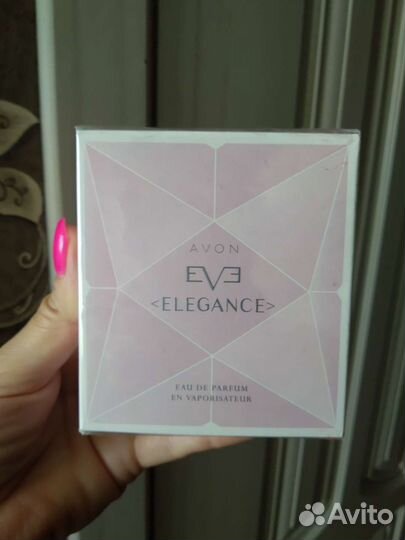 AVON
EVE
<ELEGANCE>
EAU DE PARFUM
EN VAPORISATEUR
Avito